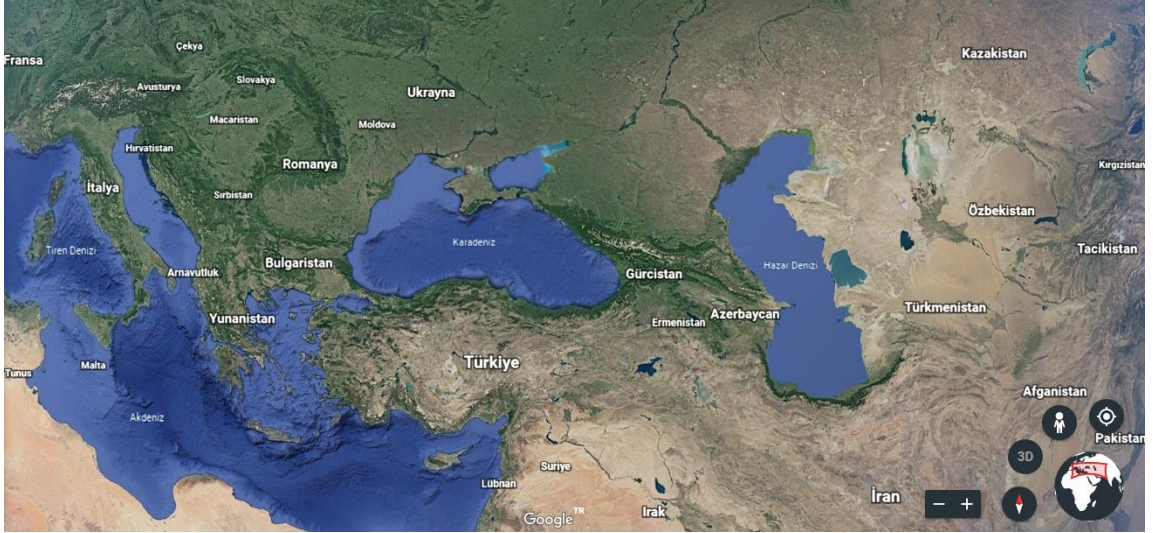 Çekya
Kazakistan
Fransa
Slovakya
Avusturya
Ukrayna
Macaristan
Moldova
Hırvatistan
Romanya
Kırgızistan
İtalya
Sırbistan
Özbekistan
Karadeniz
Tacikistan
Tiren Denizi
Bulgaristan
Hazar Denizi
Arnavutluk
Gürcistan
Türkmenistan
Yunanistan
Azerbaycan
Ermenistan
Türkiye
Malta
Tunus
Afganistan
Akdeniz
Pakistan
3D
Suriye
Lübnan
İran
Irak
Google TR